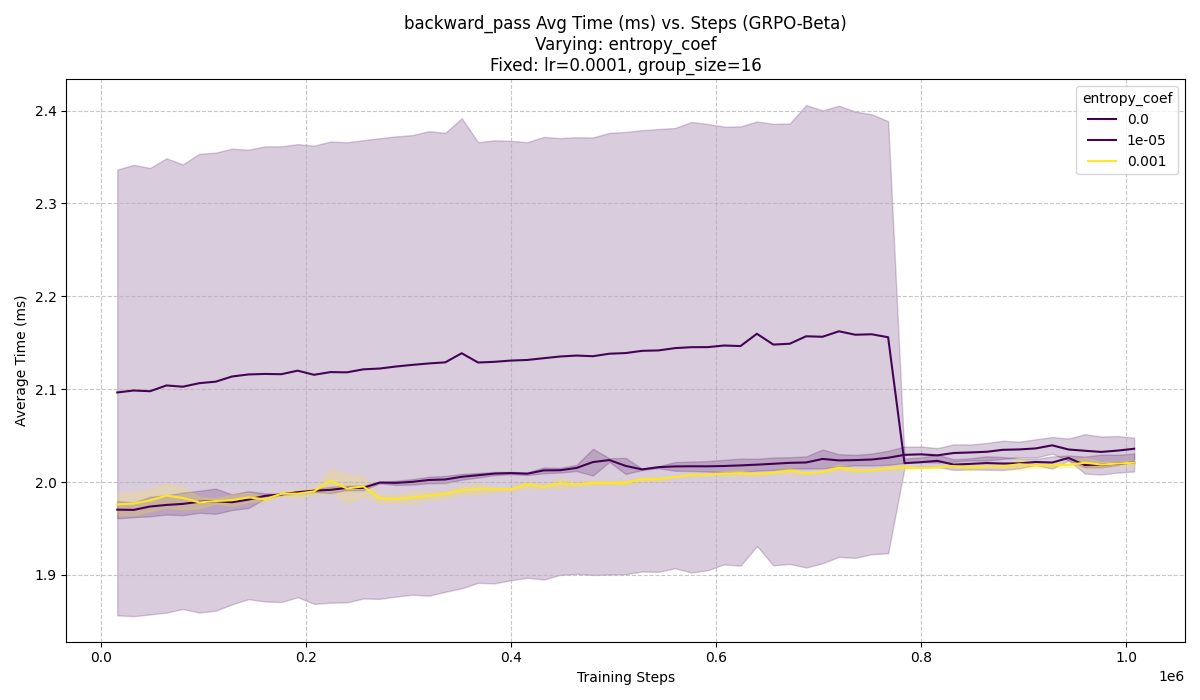 backward_pass Avg Time (ms) vs. Steps (GRPO-Beta)
Varying: entropy_coef
Fixed: lr=0.0001, group_size=16
entropy_coef
0.0
1e-05
0.001
Average Time (ms)
2.4
2.3
2.2
2.1
2.0
1.9
0.0
0.2
0.4
0.6
0.8
1.0
1e6
Training Steps